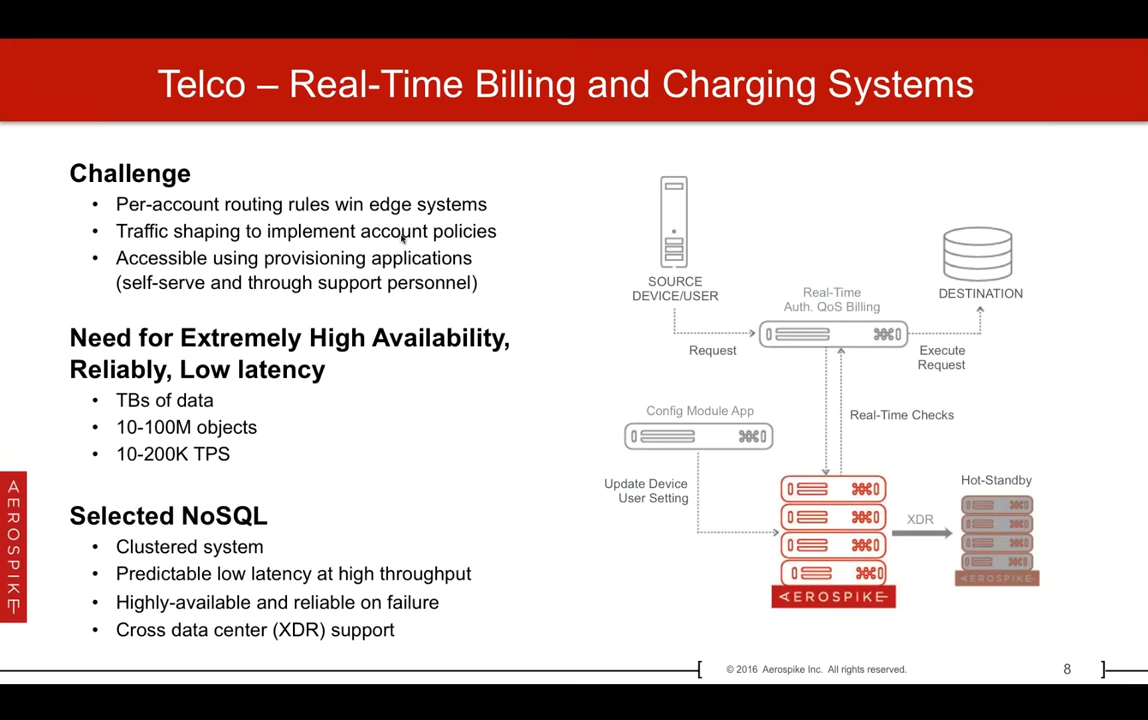 Telco – Real-Time Billing and Charging Systems
Challenge
• Per-account routing rules win edge systems
• Traffic shaping to implement account policies
• Accessible using provisioning applications
(self-serve and through support personnel)
Need for Extremely High Availability,
Reliably, Low latency
• TBs of data
• 10-100M objects
• 10-200K TPS
Selected NoSQL
• Clustered system
• Predictable low latency at high throughput
• Highly-available and reliable on failure
• Cross data center (XDR) support
SOURCE
DEVICE/USER
Request
Real-Time
Auth. QoS Billing
DESTINATION
Execute
Request
Real-Time Checks
Config Module App
Update Device
User Setting
AEROSPIKE
XDR
Hot-Standby
AEROSPIKE
AEROSPIKE
© 2016 Aerospike Inc. All rights reserved.
8